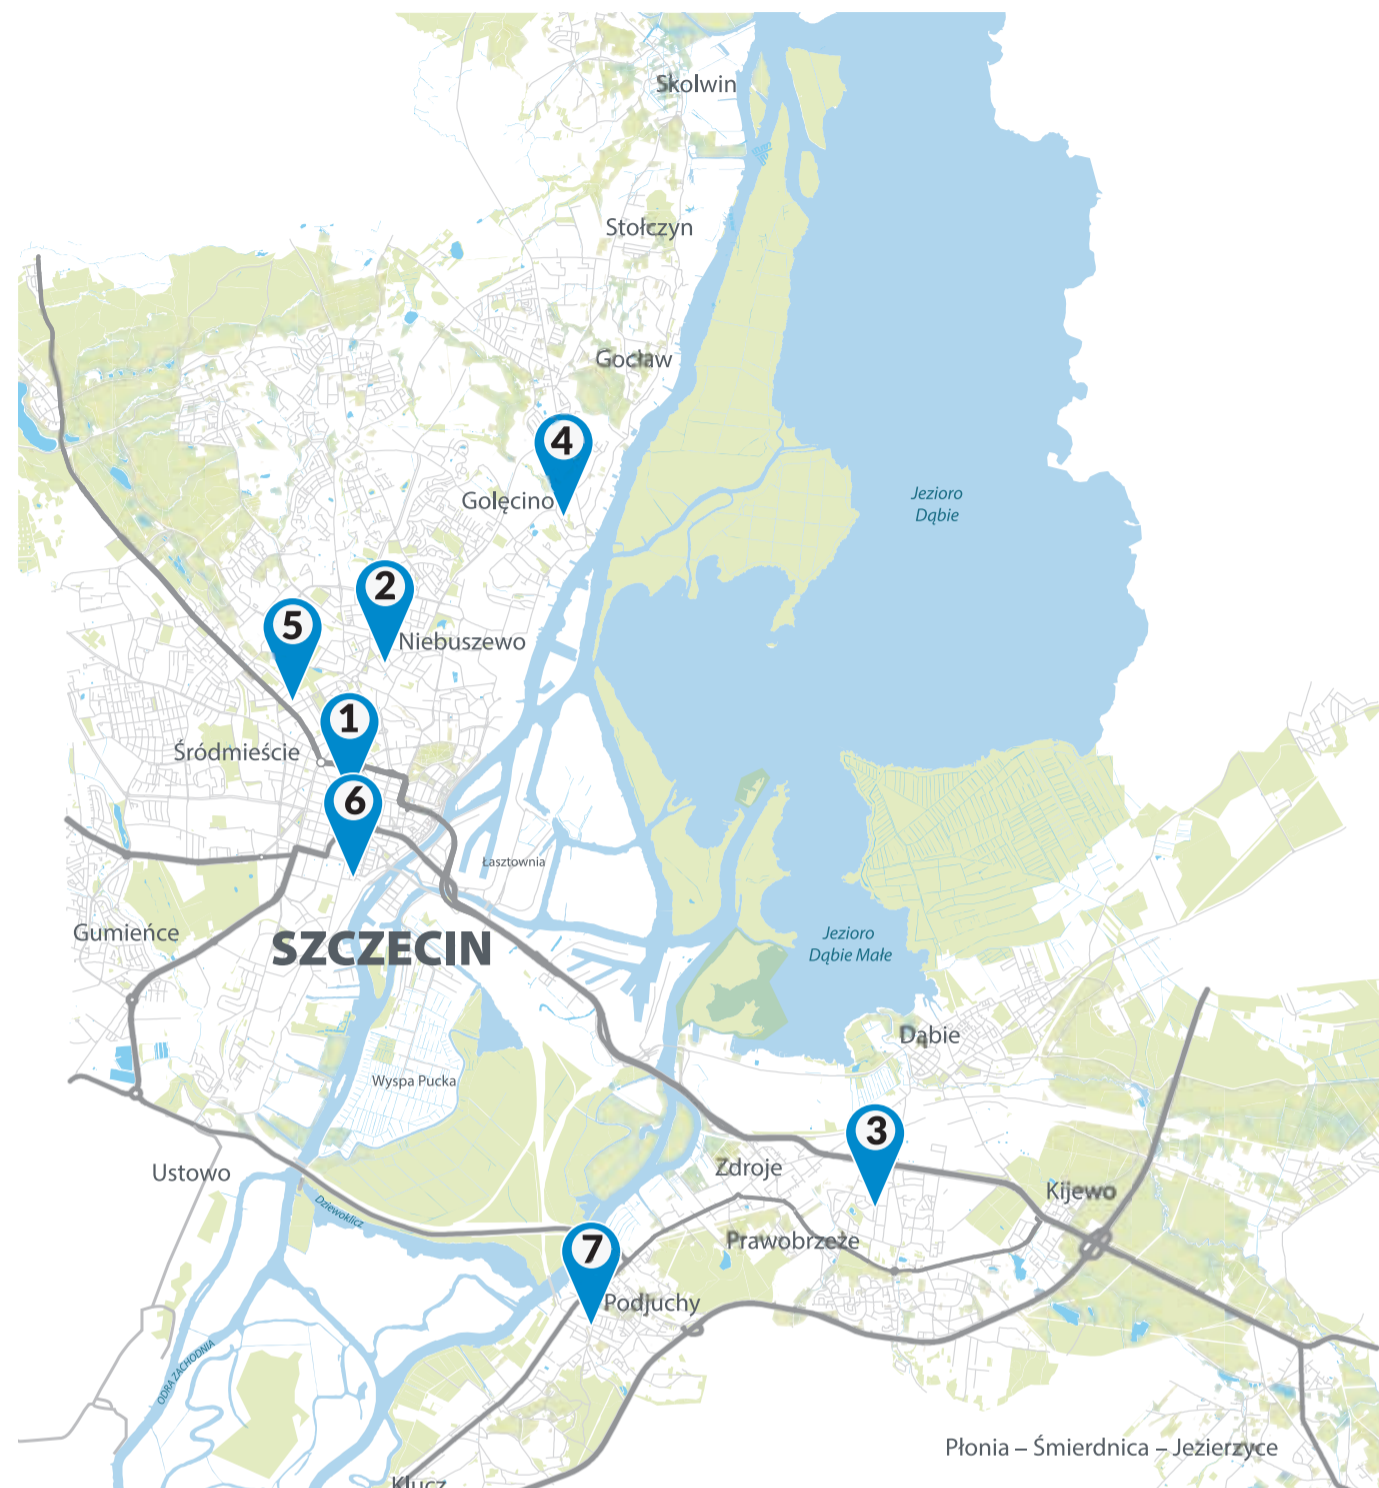 Skolwin
Stołczyn
Gocław
4
Golęcino
Jezioro
Dąbie
2
5
Niebuszewo
1
Śródmieście
6
Łasztownia
Gumieńce
SZCZECIN
Jezioro
Dąbie Małe
Dąbie
Wyspa Pucka
3
Zdroje
Ustowo
Kijewo
Dziewoklicz
Prawobrzeże
7
Podjuchy
ODRA ZACHODNIA
Płonia – Śmierdnica – Jezierzyce
Klucz